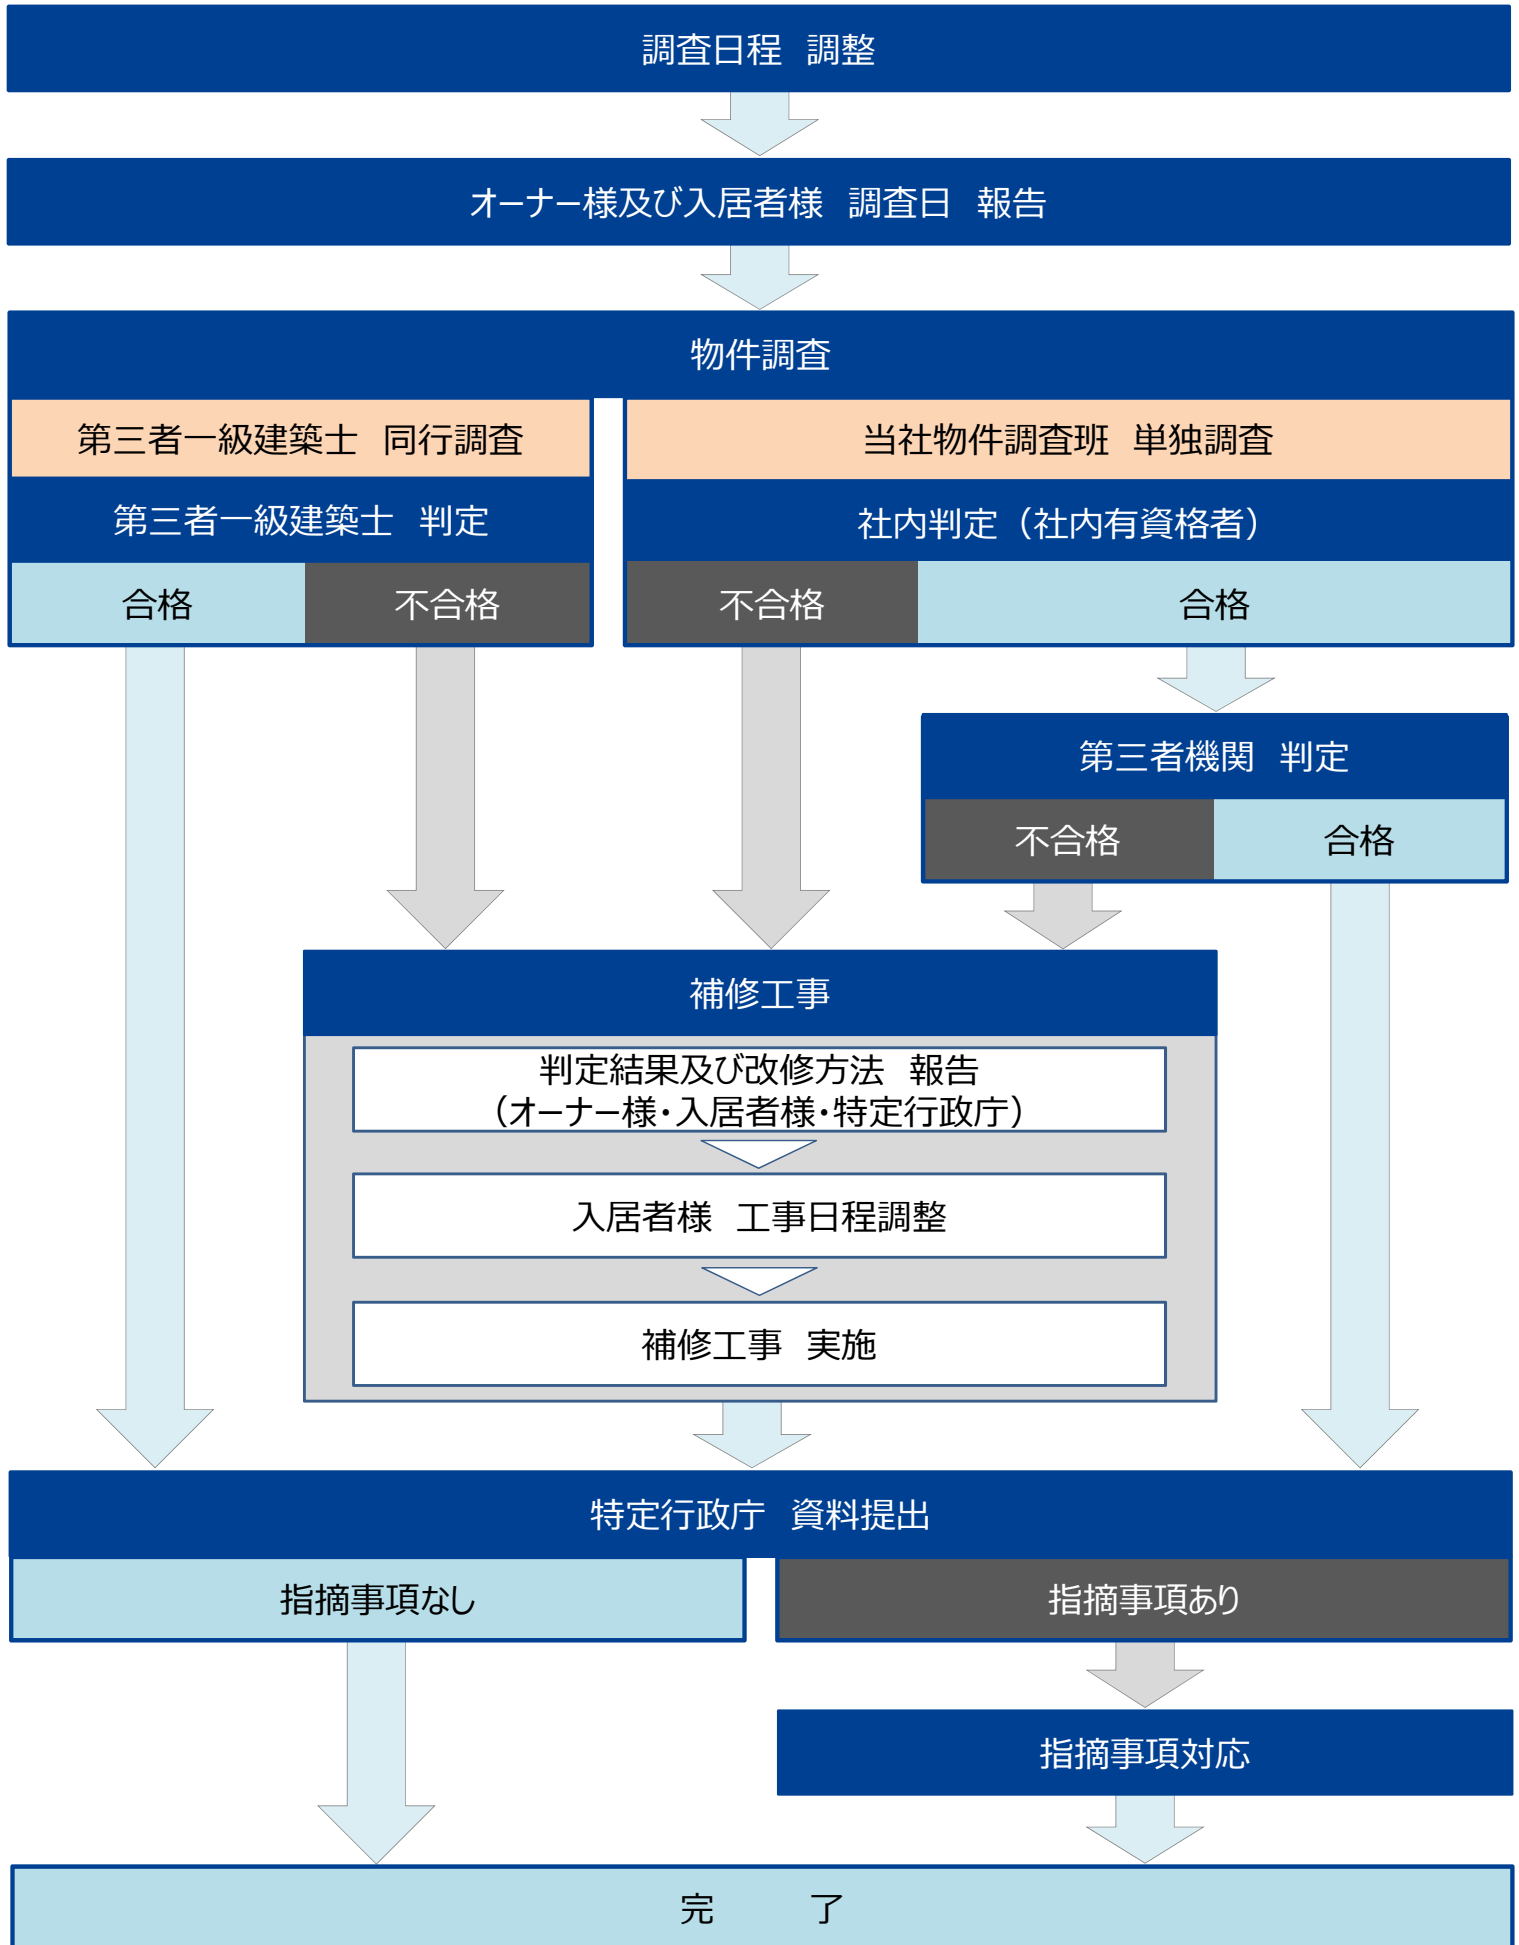 調査日程　調整
オーナー様及び入居者様　調査日　報告
物件調査
第三者一級建築士　同行調査
当社物件調査班　単独調査
第三者一級建築士　判定
社内判定（社内有資格者）
合格
不合格
不合格
合格
第三者機関　判定
不合格
合格
補修工事
判定結果及び改修方法　報告
（オーナー様・入居者様・特定行政庁）
入居者様　工事日程調整
補修工事　実施
特定行政庁　資料提出
指摘事項なし
指摘事項あり
指摘事項対応
完　　　了